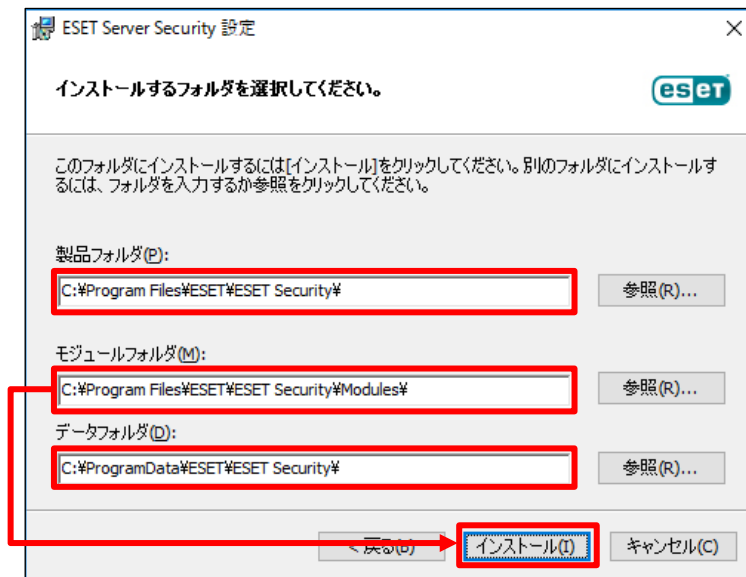 ESET Server Security 設定
インストールするフォルダを選択してください。
eset
このフォルダにインストールするには[インストール]をクリックしてください。別のフォルダにインストールす
るには、フォルダを入力するか参照をクリックしてください。
製品フォルダ(P):
C:¥Program Files¥ESET¥ESET Security¥
参照(R)...
モジュールフォルダ(M):
C:¥Program Files¥ESET¥ESET Security¥Modules¥
参照(R)...
データフォルダ(D):
C:¥ProgramData¥ESET¥ESET Security¥
参照(R)...
< 戻る(B)
インストール(I)
キャンセル(C)